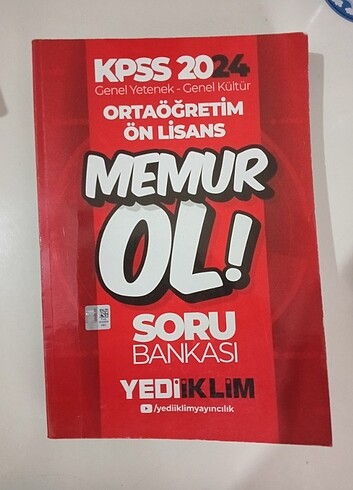 KPSS 2024
Genel Yetenek - Genel Kültür
ORTAÖĞRETİM
ÖN LİSANS
MEMUR
OL!
SORU
BANKASI
YEDİİKLİM
/yediiklimyayıncılık